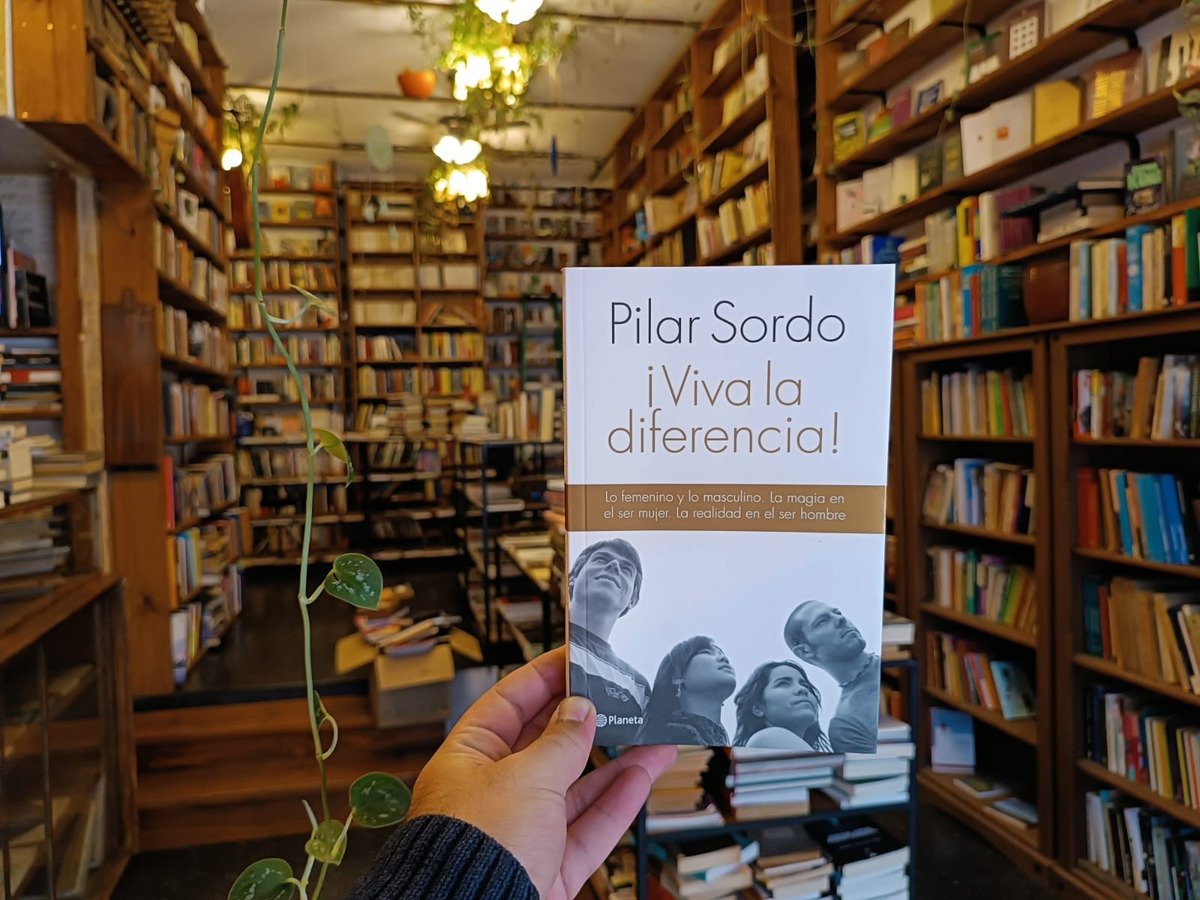 Pilar Sordo
¡Viva la
diferencia!
Lo femenino y lo masculino. La magia en
el ser mujer. La realidad en el ser hombre
Planeta